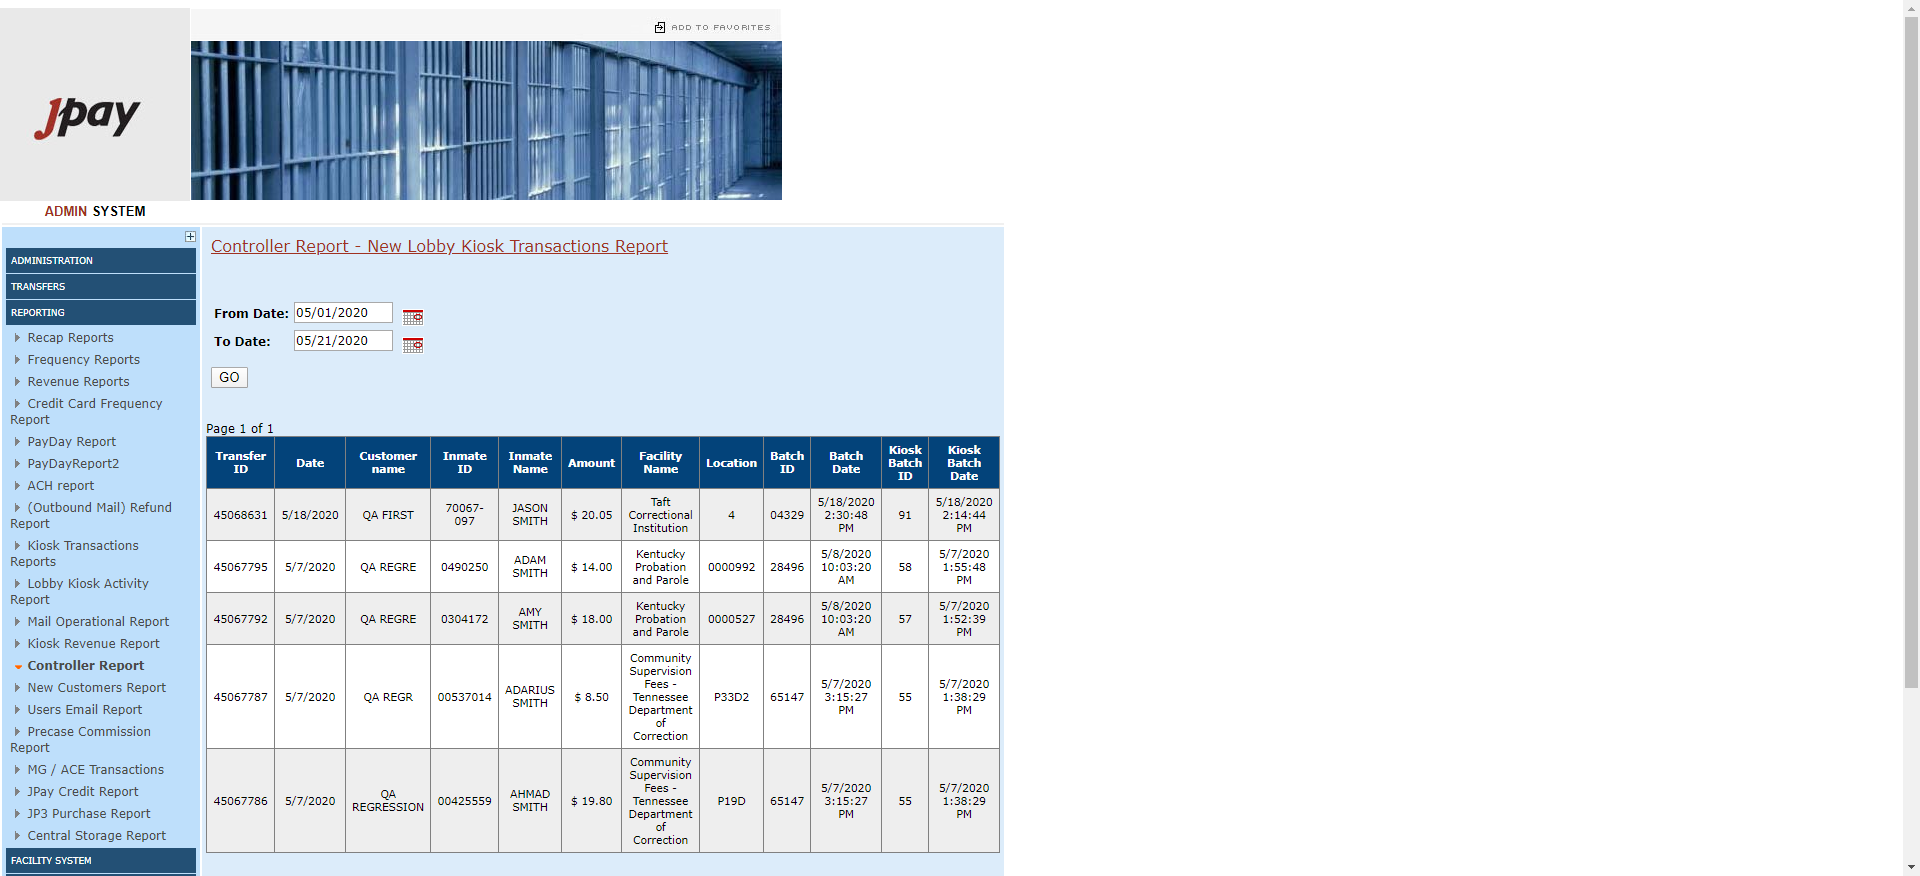 ADD TO FAVORITES
Jpay
ADMIN SYSTEM
ADMINISTRATION
TRANSFERS
REPORTING
Recap Reports
Frequency Reports
Revenue Reports
Credit Card Frequency
Report
PayDay Report
PayDayReport2
ACH report
(Outbound Mail) Refund
Report
Kiosk Transactions
Reports
Lobby Kiosk Activity
Report
Mail Operational Report
Kiosk Revenue Report
Controller Report
New Customers Report
Users Email Report
Precase Commission
Report
MG / ACE Transactions
JPay Credit Report
JP3 Purchase Report
Central Storage Report
FACILITY SYSTEM
Controller Report - New Lobby Kiosk Transactions Report
From Date: 05/01/2020
To Date: 05/21/2020
GO
Page 1 of 1
Transfer ID Date Customer name Inmate ID Inmate Name Amount Facility Name Location Batch ID Batch Date Kiosk Batch ID Kiosk Batch Date
45068631 5/18/2020 QA FIRST 70067-097 JASON SMITH $ 20.05 Taft Correctional Institution 4 04329 5/18/2020 2:30:48 PM 91 5/18/2020 2:14:44 PM
45067795 5/7/2020 QA REGRE 0490250 ADAM SMITH $ 14.00 Kentucky Probation and Parole 0000992 28496 5/8/2020 10:03:20 AM 58 5/7/2020 1:55:48 PM
45067792 5/7/2020 QA REGRE 0304172 AMY SMITH $ 18.00 Kentucky Probation and Parole 0000527 28496 5/8/2020 10:03:20 AM 57 5/7/2020 1:52:39 PM
45067787 5/7/2020 QA REGR 00537014 ADARIUS SMITH $ 8.50 Community Supervision Fees - Tennessee Department of Correction P33D2 65147 5/7/2020 3:15:27 PM 55 5/7/2020 1:38:29 PM
45067786 5/7/2020 QA REGRESSION 00425559 AHMAD SMITH $ 19.80 Community Supervision Fees - Tennessee Department of Correction P19D 65147 5/7/2020 3:15:27 PM 55 5/7/2020 1:38:29 PM